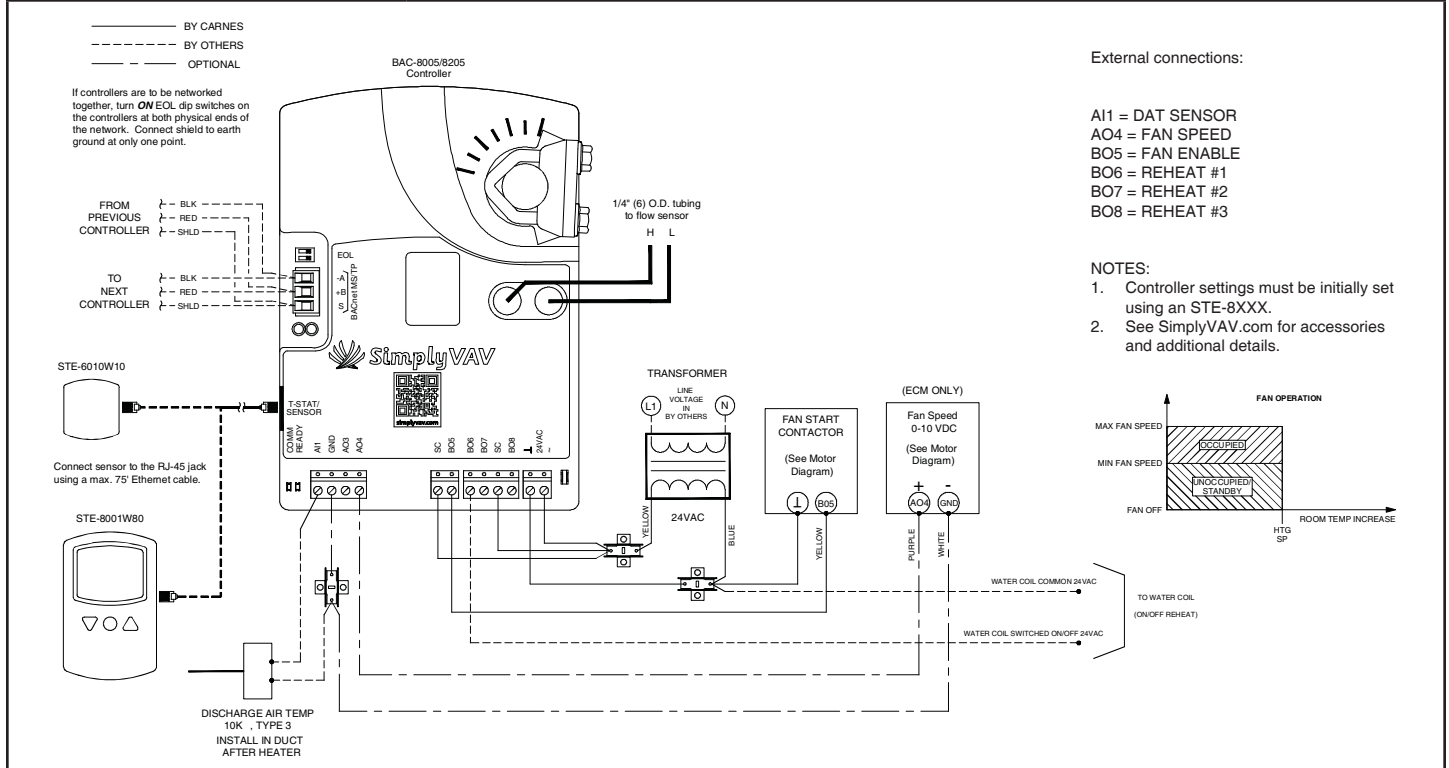 BY CARNES
BY OTHERS
OPTIONAL
If controllers are to be networked
together, turn ON EOL dip switches on
the controllers at both physical ends of
the network. Connect shield to earth
ground at only one point.
BAC-8005/8205
Controller
External connections:
AI1 = DAT SENSOR
AO4 = FAN SPEED
BO5 = FAN ENABLE
BO6 = REHEAT #1
BO7 = REHEAT #2
BO8 = REHEAT #3
NOTES:
1. Controller settings must be initially set
using an STE-8XXX.
2. See SimplyVAV.com for accessories
and additional details.
FROM
PREVIOUS
CONTROLLER
BLK
RED
SHLD
TO
NEXT
CONTROLLER
BLK
RED
SHLD
EOL
-A
+B
S
BACnet MS/TP
1/4" (6) O.D. tubing
to flow sensor
H L
SimplyVAV
simplyvav.com
STE-6010W10
T-STAT/
SENSOR
Connect sensor to the RJ-45 jack
using a max. 75' Ethernet cable.
STE-8001W80
COMM
READY
AI1
GND
AO3
AO4
SC
BO5
BO6
BO7
SC
BO8
⊥
24VAC
~
TRANSFORMER
L1
LINE
VOLTAGE
IN
BY OTHERS
N
24VAC
YELLOW
BLUE
FAN START
CONTACTOR
(See Motor
Diagram)
⊥
B05
YELLOW
(ECM ONLY)
Fan Speed
0-10 VDC
(See Motor
Diagram)
+ -
AO4
GND
PURPLE
WHITE
FAN OPERATION
MAX FAN SPEED
OCCUPIED
MIN FAN SPEED
UNOCCUPIED/
STANDBY
FAN OFF
ROOM TEMP INCREASE
HTG
SP
WATER COIL COMMON 24VAC
TO WATER COIL
(ON/OFF REHEAT)
WATER COIL SWITCHED ON/OFF 24VAC
DISCHARGE AIR TEMP
10K , TYPE 3
INSTALL IN DUCT
AFTER HEATER